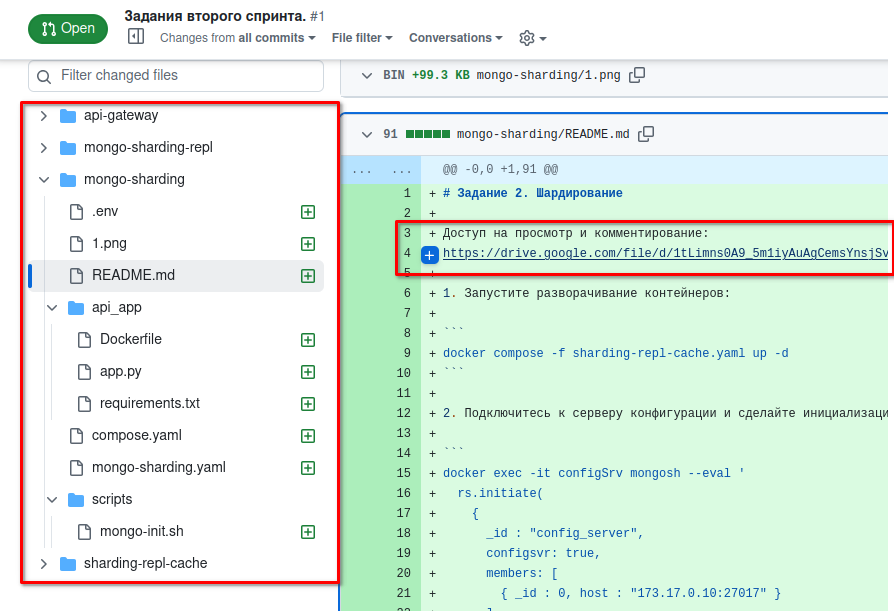 Open
Задания второго спринта. #1
Changes from all commits
File filter
Conversations
Filter changed files
api-gateway
mongo-sharding-repl
mongo-sharding
.env
1.png
README.md
api_app
Dockerfile
app.py
requirements.txt
compose.yaml
mongo-sharding.yaml
scripts
mongo-init.sh
sharding-repl-cache
BIN +99.3 KB mongo-sharding/1.png
91 mongo-sharding/README.md
... ... @@ -0,0 +1,91 @@
1 + # Задание 2. Шардирование
2 +
3 + Доступ на просмотр и комментирование:
4 + https://drive.google.com/file/d/1tLimns0A9_5m1iyAuAgCemsYnsjSv
5 +
6 + 1. Запустите разворачивание контейнеров:
7 +
8 + ```
9 + docker compose -f sharding-repl-cache.yaml up -d
10 + ```
11 +
12 + 2. Подключитесь к серверу конфигурации и сделайте инициализаци
13 +
14 + ```
15 + docker exec -it configSrv mongosh --eval '
16 + rs.initiate(
17 + {
18 + _id : "config_server",
19 + configsvr: true,
20 + members: [
21 + { _id : 0, host : "173.17.0.10:27017" }